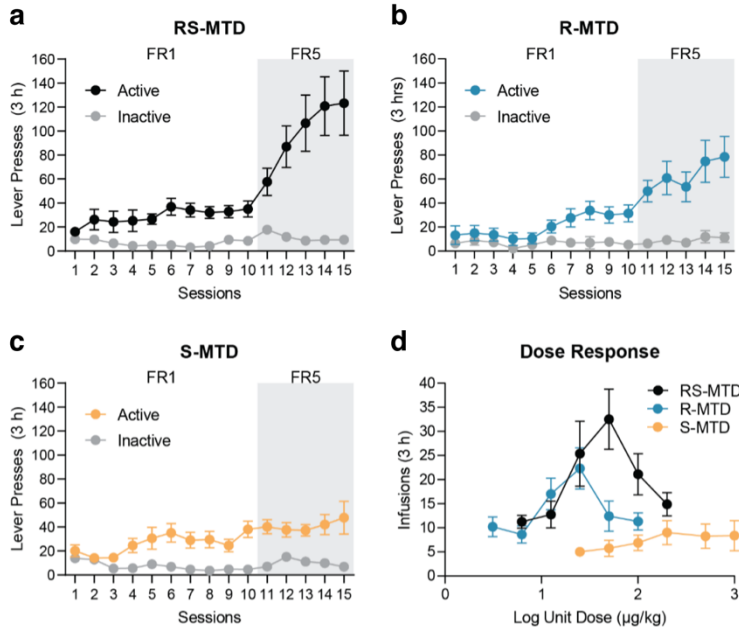 a
RS-MTD
FR1 FR5
160
140
120
100
80
60
40
20
0
Lever Presses (3 h)
Active
Inactive
1 2 3 4 5 6 7 8 9 10 11 12 13 14 15
Sessions
b
R-MTD
FR1 FR5
160
140
120
100
80
60
40
20
0
Lever Presses (3 hrs)
Active
Inactive
1 2 3 4 5 6 7 8 9 10 11 12 13 14 15
Sessions
c
S-MTD
FR1 FR5
160
140
120
100
80
60
40
20
0
Lever Presses (3 h)
Active
Inactive
1 2 3 4 5 6 7 8 9 10 11 12 13 14 15
Sessions
d
Dose Response
40
35
30
25
20
15
10
5
0
Infusions (3 h)
RS-MTD
R-MTD
S-MTD
0 1 2 3
Log Unit Dose (µg/kg)